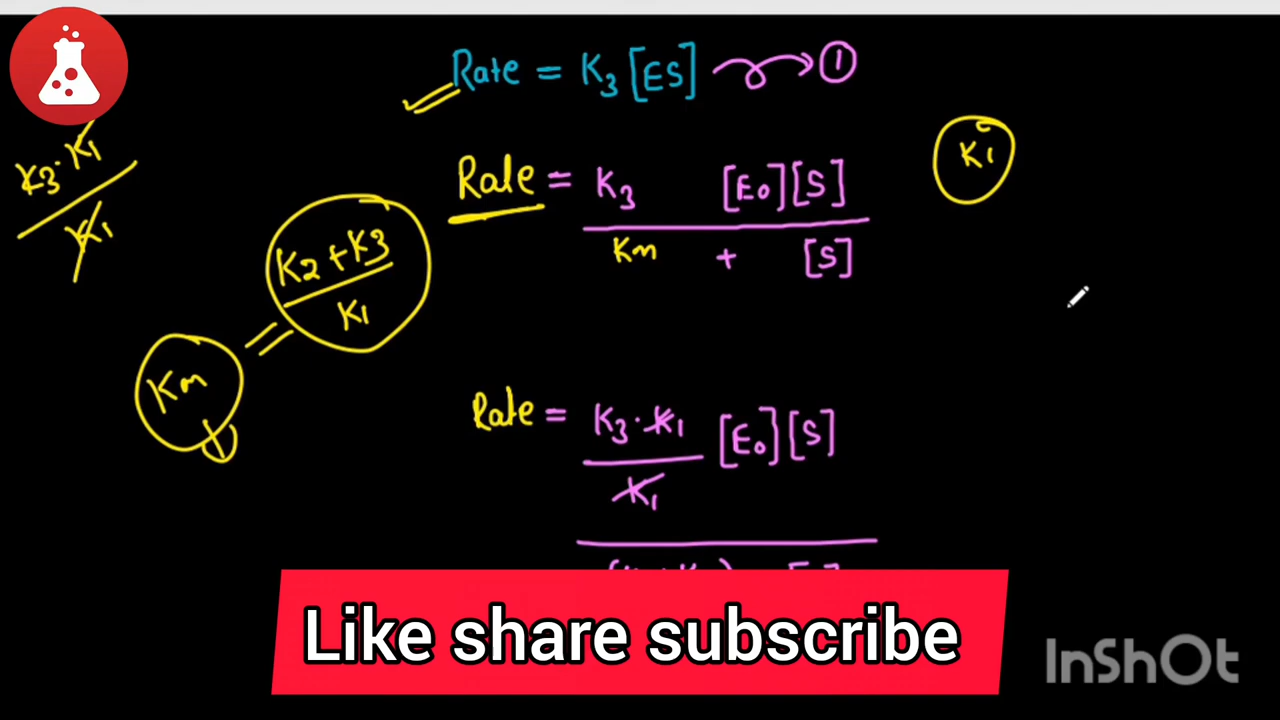 Rate = K3 [ES] ①
K3·K1
K1
K1
Rate = K3 [E0][S]
Km + [S]
K2 + K3
K1
Km =
Rate = K3·K1 [E0][S]
K1
Like share subscribe
InShOt